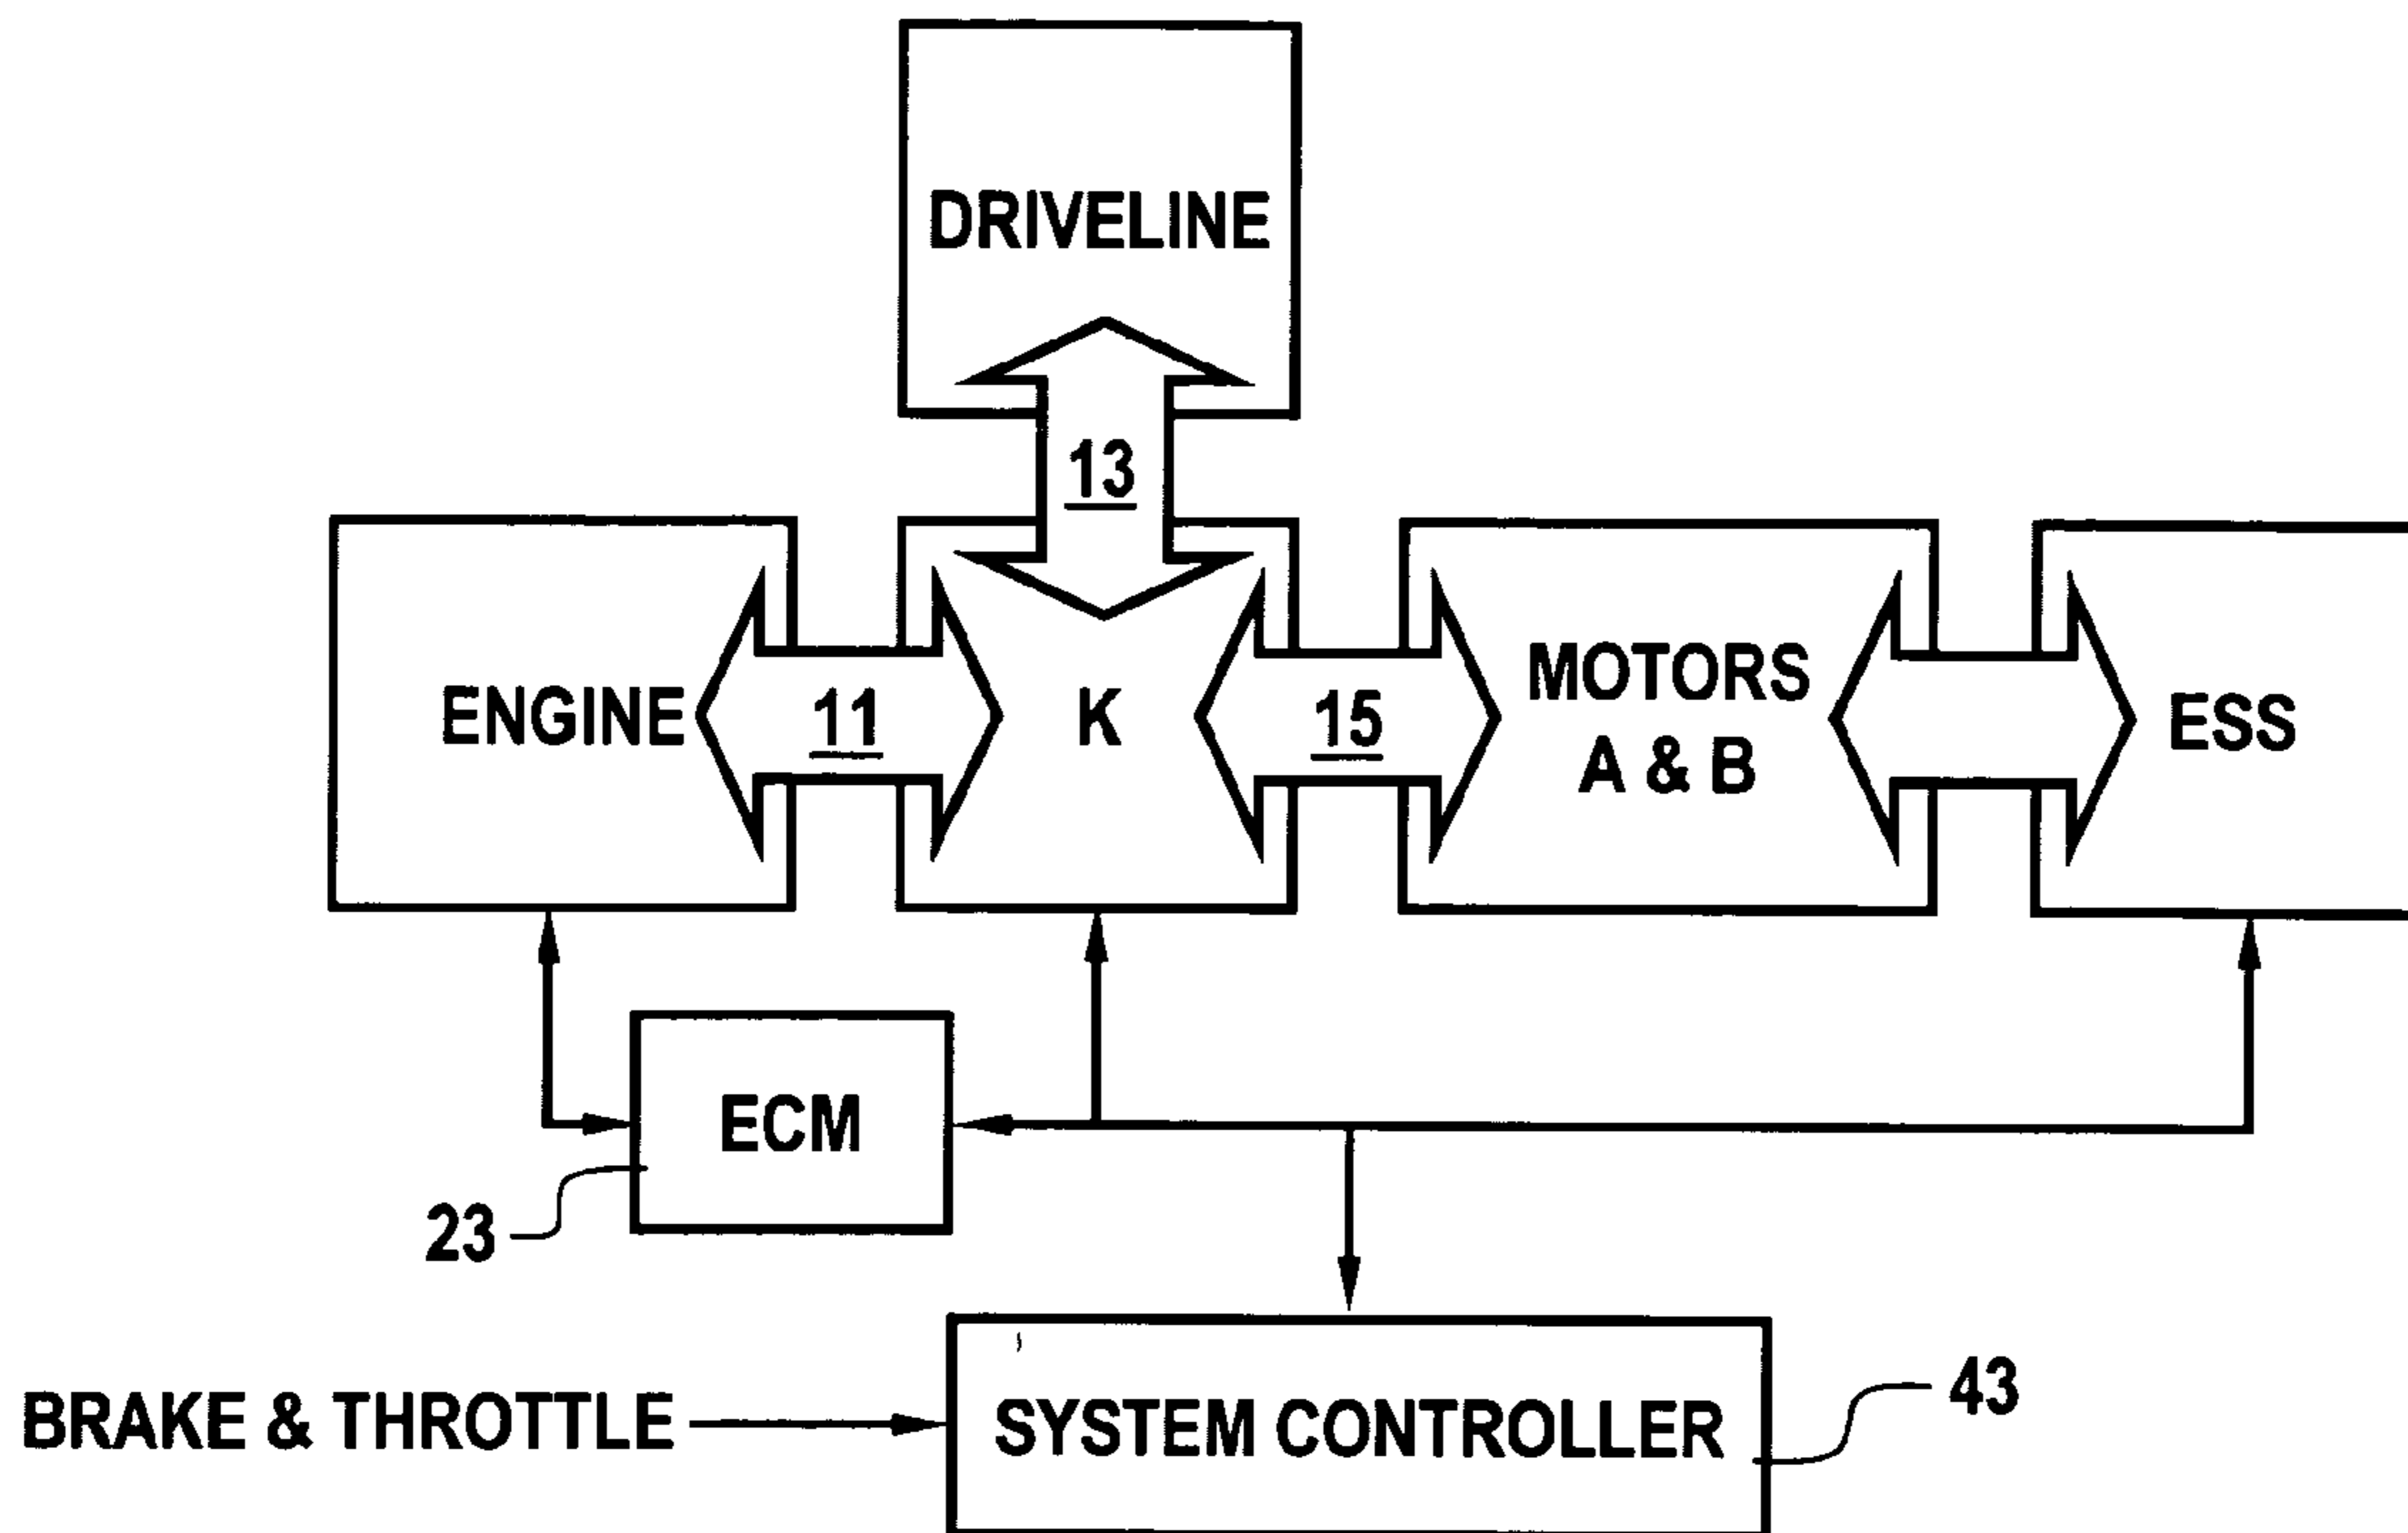 DRIVELINE
13
ENGINE
11
K
15
MOTORS
A & B
ESS
ECM
23
BRAKE & THROTTLE
SYSTEM CONTROLLER
43